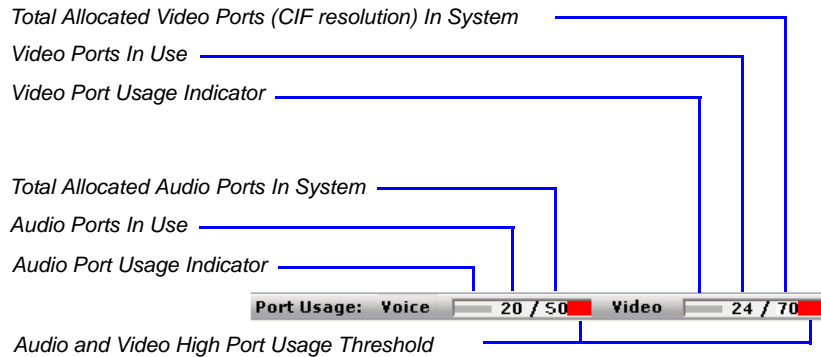 Total Allocated Video Ports (CIF resolution) In System
Video Ports In Use
Video Port Usage Indicator
Total Allocated Audio Ports In System
Audio Ports In Use
Audio Port Usage Indicator
Port Usage: Voice 20 / 50 Video 24 / 70
Audio and Video High Port Usage Threshold